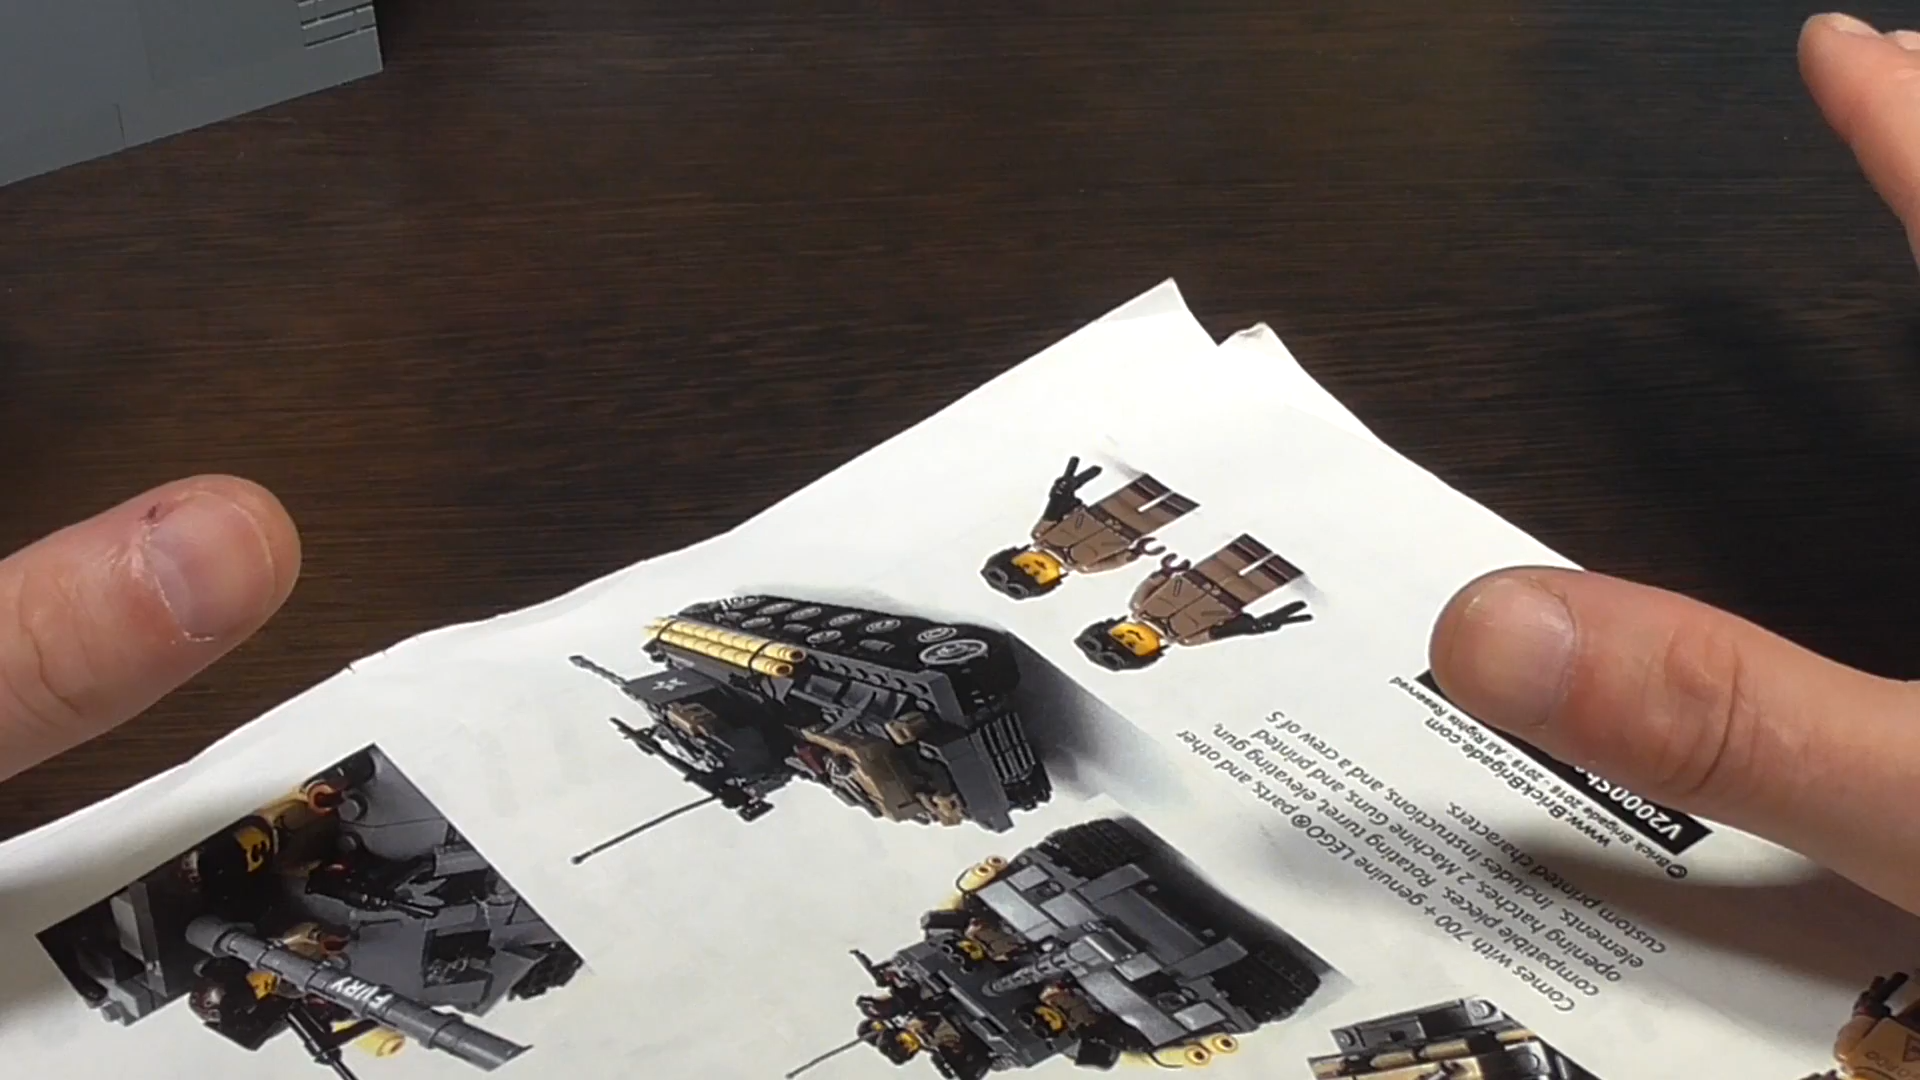 Comes with 700 + genuine LEGO® parts, and other
compatible pieces. Rotating turret, elevating gun,
opening hatches. 2 Machine Guns, and printed
elements. Includes Instructions, and a crew of 5
custom printed characters.
www.BrickBrigade.com
©Brick Brigade 2016 - 2019 - All Right Reserved
FURY